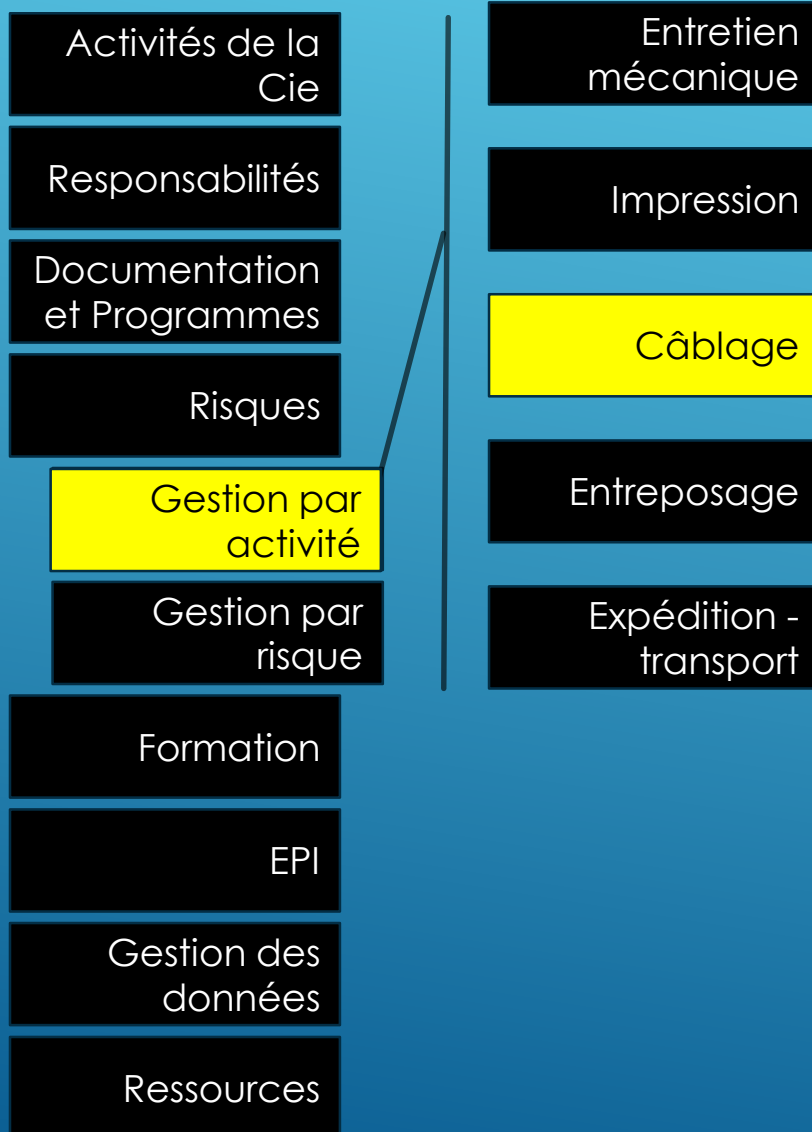 Activités de la
Cie
Responsabilités
Documentation
et Programmes
Risques
Gestion par
activité
Gestion par
risque
Formation
EPI
Gestion des
données
Ressources
Entretien
mécanique
Impression
Câblage
Entreposage
Expédition -
transport